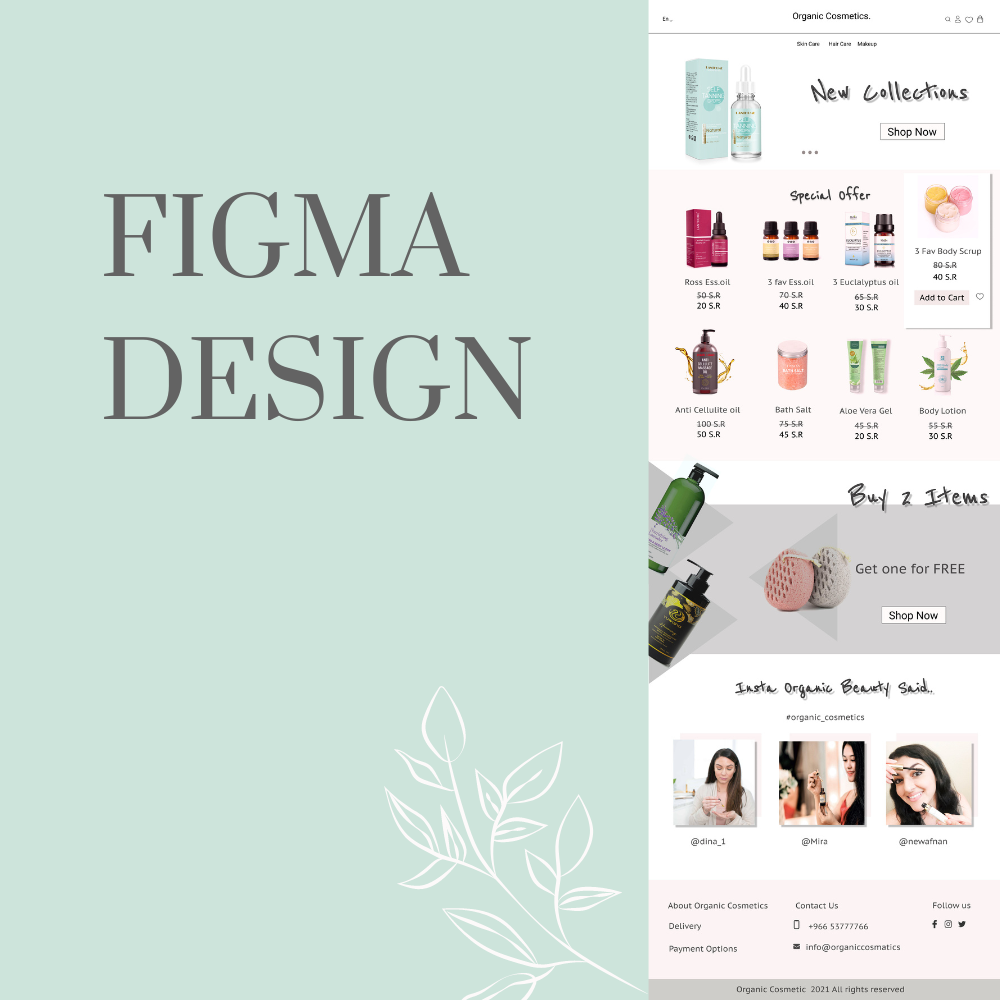 FIGMA
DESIGN
En
Organic Cosmetics.
Skin Care Hair Care Makeup
New Collections
Shop Now
Special Offer
3 Fav Body Scrup
80 S.R
40 S.R
Add to Cart
Ross Ess.oil
50 S.R
20 S.R
3 fav Ess.oil
70 S.R
40 S.R
3 Euclalyptus oil
65 S.R
30 S.R
Anti Cellulite oil
100 S.R
50 S.R
BATH SALT
Bath Salt
75 S.R
45 S.R
Aloe Vera Gel
45 S.R
20 S.R
Body Lotion
55 S.R
30 S.R
Buy 2 Items
Get one for FREE
Shop Now
Insta Organic Beauty Said..
#organic_cosmetics
@dina_1
@Mira
@newafnan
About Organic Cosmetics
Delivery
Payment Options
Contact Us
+966 53777766
info@organiccosmatics
Follow us
Organic Cosmetic 2021 All rights reserved